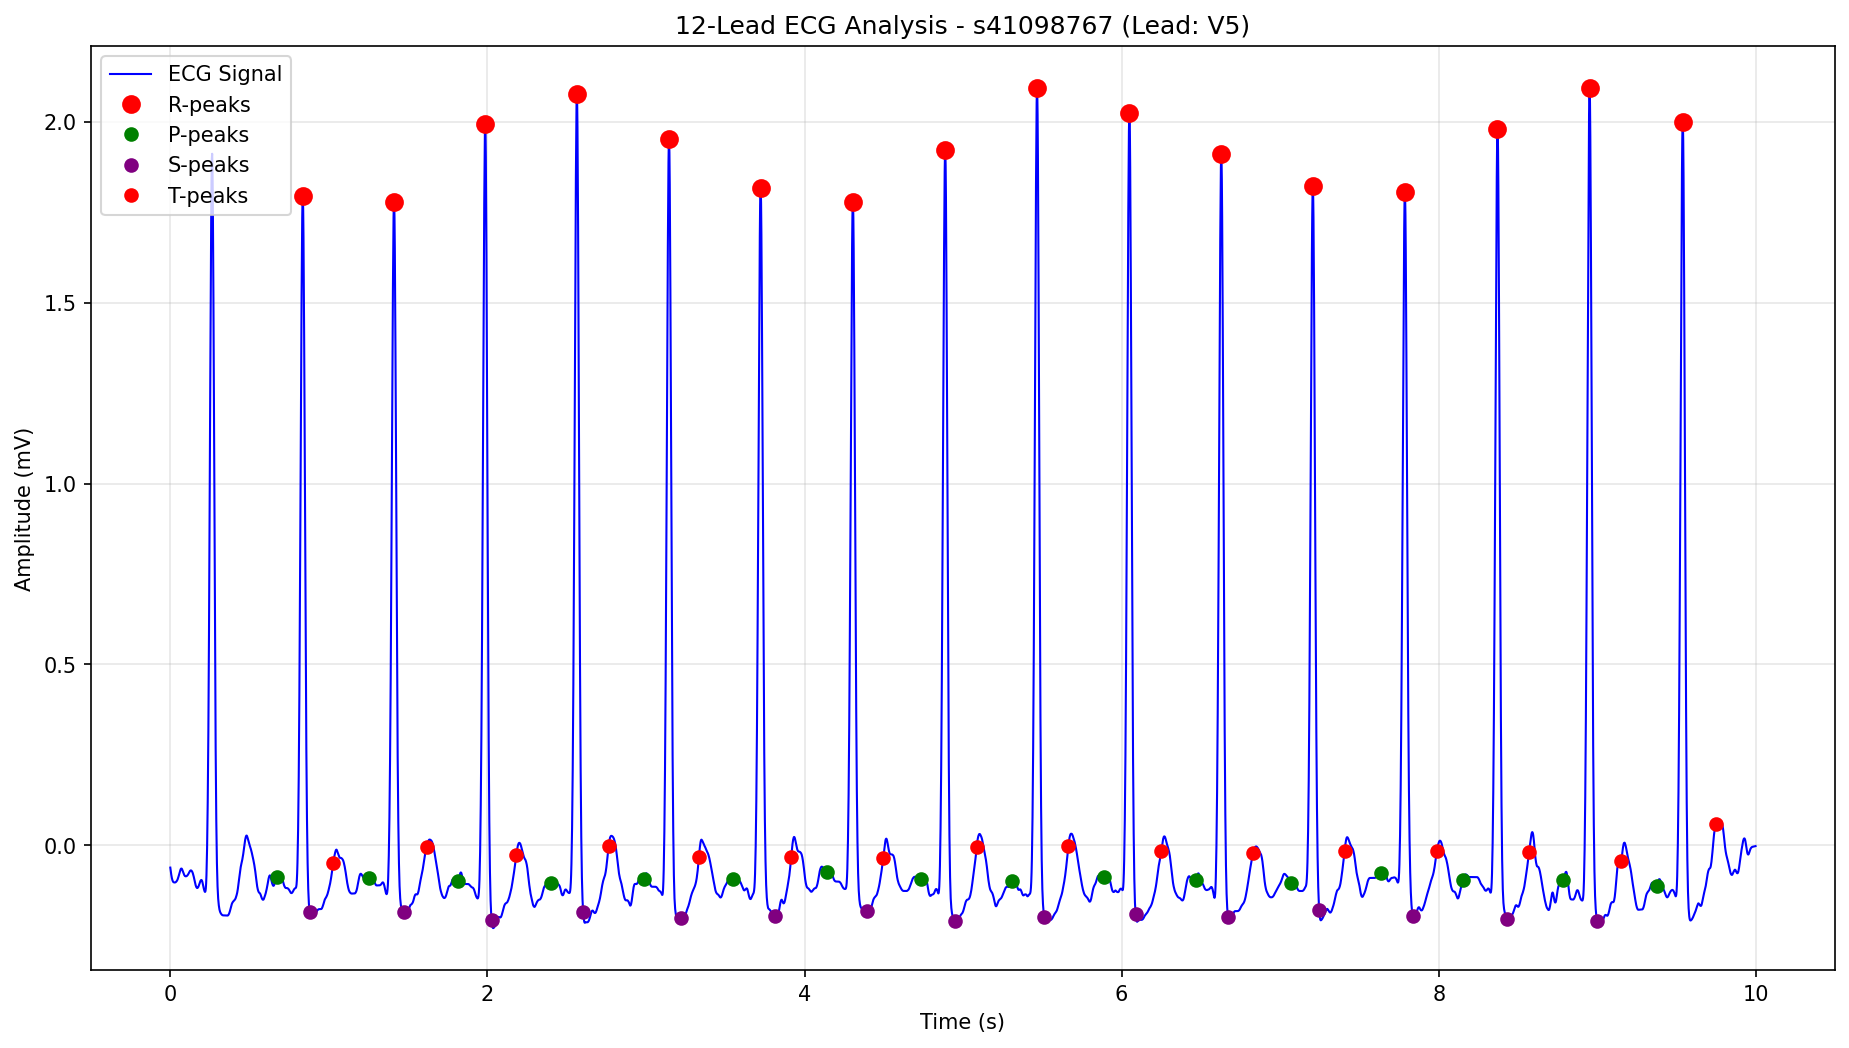 12-Lead ECG Analysis - s41098767 (Lead: V5)
ECG Signal
R-peaks
P-peaks
S-peaks
T-peaks
2.0
1.5
1.0
0.5
0.0
Amplitude (mV)
0 2 4 6 8 10
Time (s)